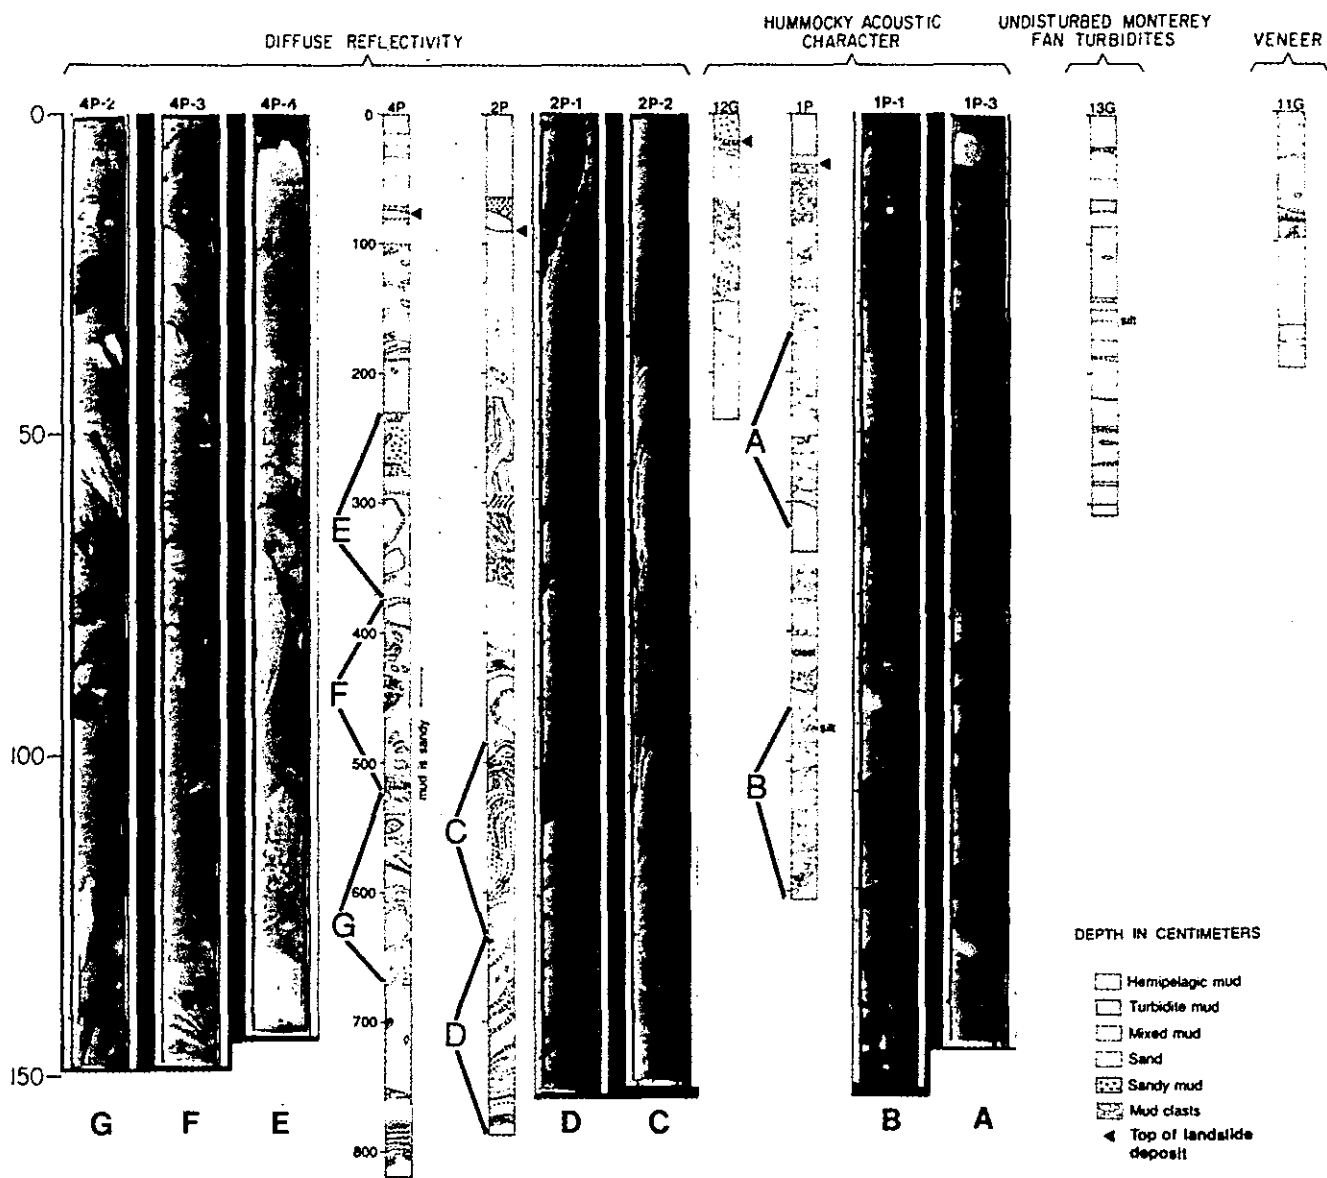 DIFFUSE REFLECTIVITY
HUMMOCKY ACOUSTIC
CHARACTER
UNDISTURBED MONTEREY
FAN TURBIDITES
VENEER
4P-2 4P-3 4P-4 4P 2P 2P-1 2P-2 12G 1P 1P-1 1P-3 13G 11G
0
50
100
150
0
100
200
300
400
500
600
700
800
E
F
G
mud is sandy
C
D
A
B
clast
silt
silt
DEPTH IN CENTIMETERS
Hemipelagic mud
Turbidite mud
Mixed mud
Sand
Sandy mud
Mud clasts
Top of landslide
deposit
G F E D C B A